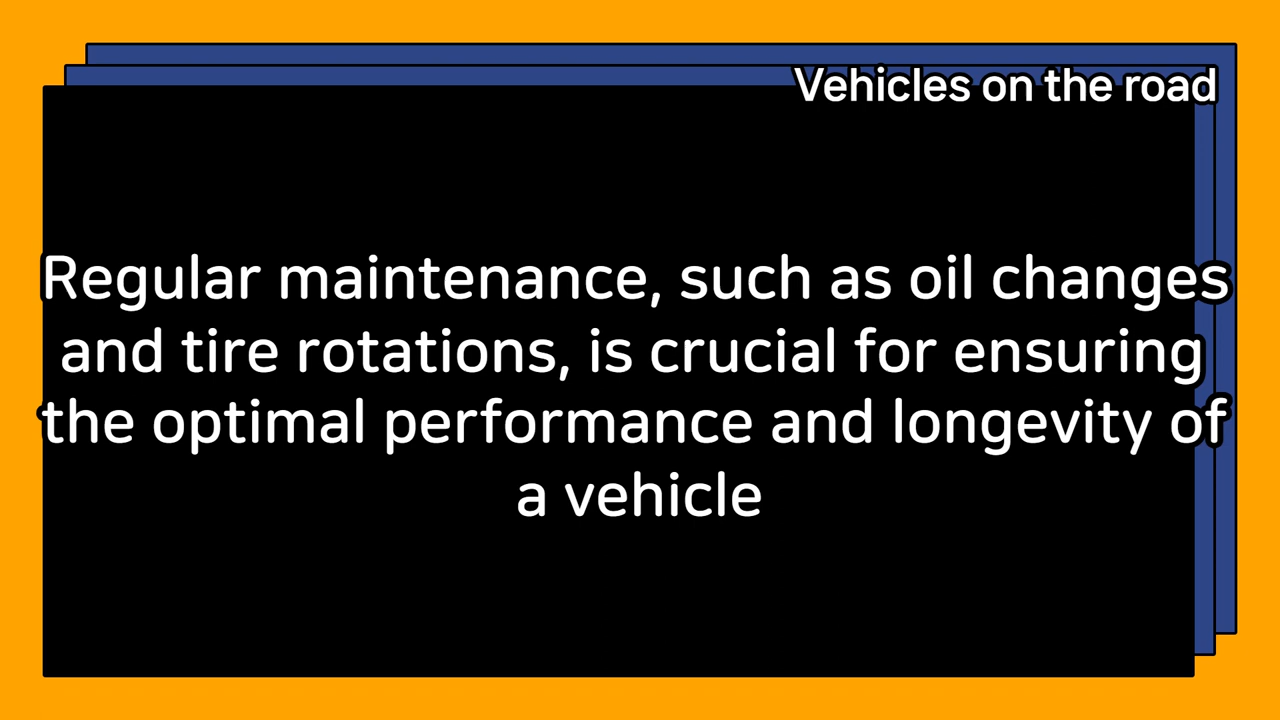 Vehicles on the road
Regular maintenance, such as oil changes
and tire rotations, is crucial for ensuring
the optimal performance and longevity of
a vehicle